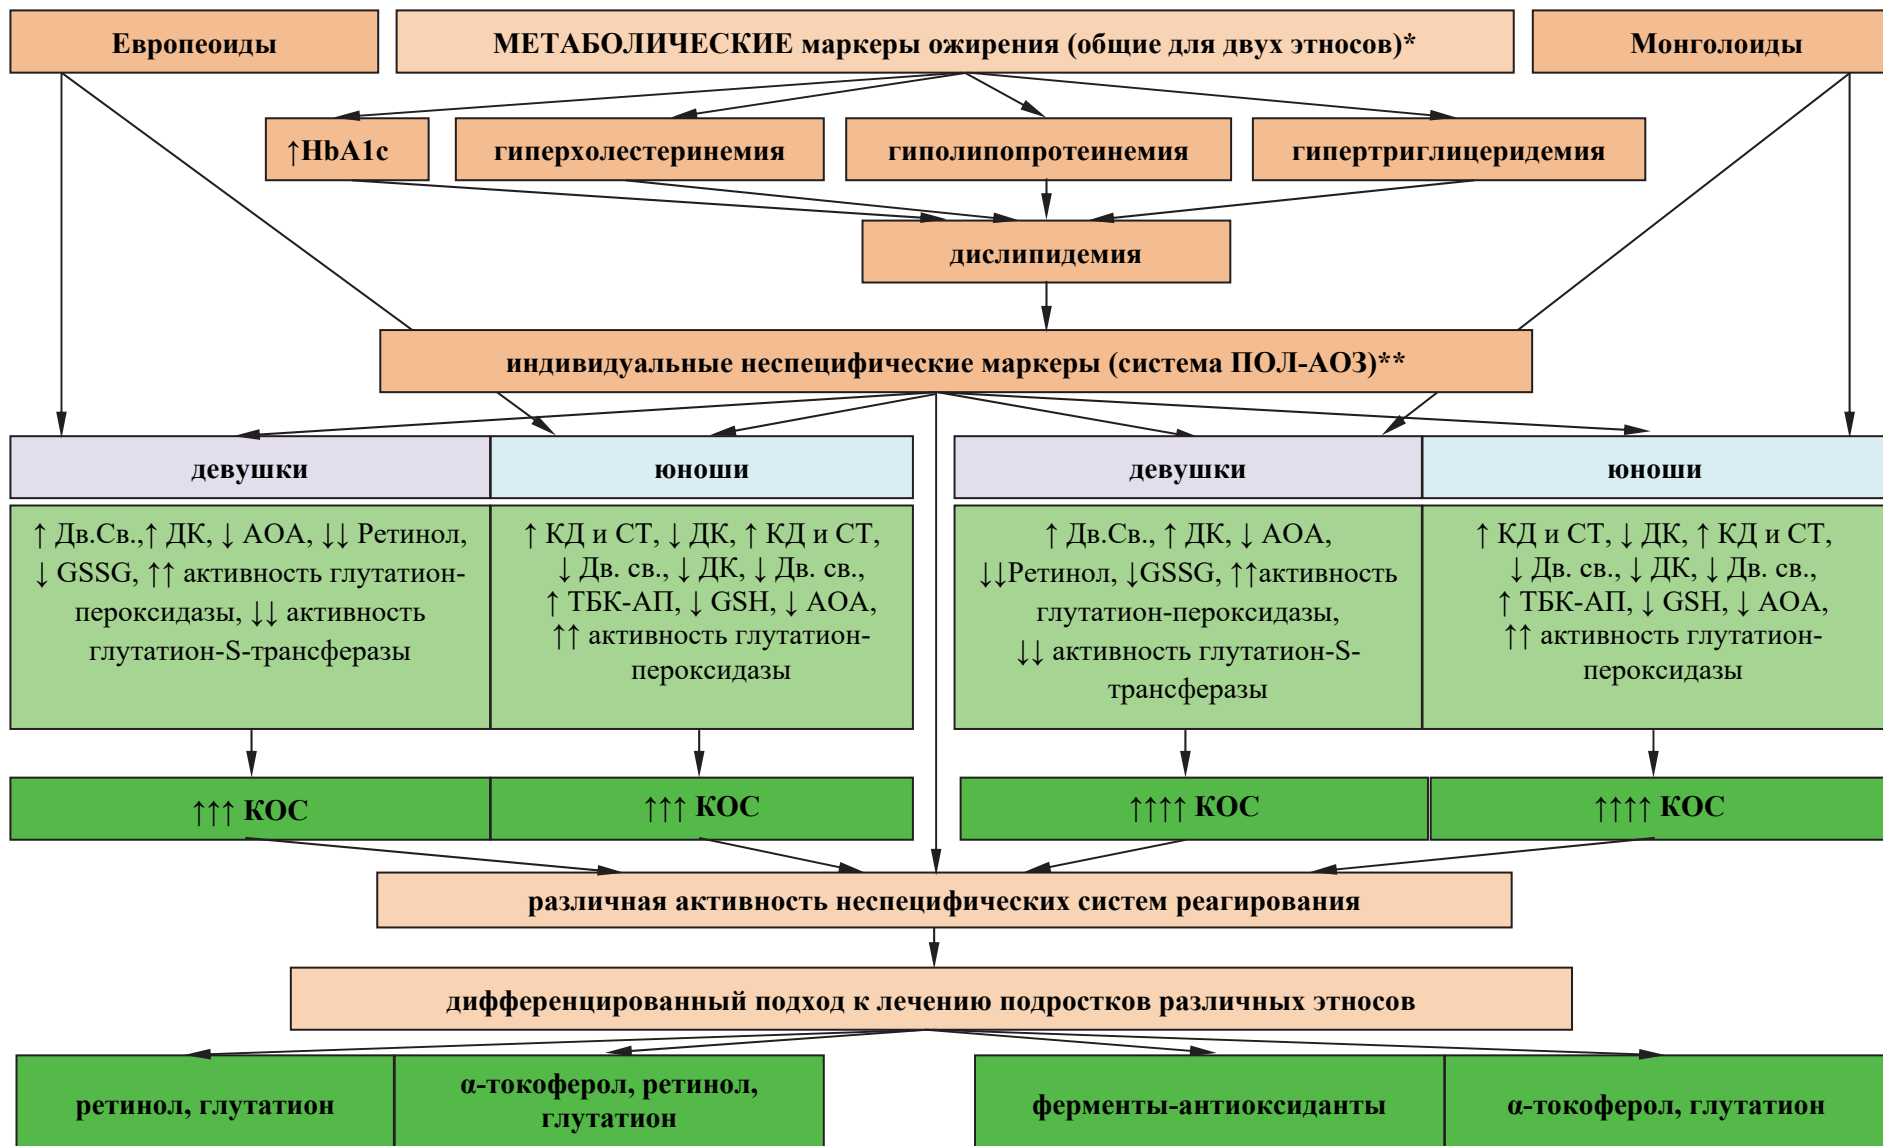 Европеоиды
МЕТАБОЛИЧЕСКИЕ маркеры ожирения (общие для двух этносов)*
Монголоиды
↑HbA1c
гиперхолестеринемия
гиполипопротеинемия
гипертриглицеридемия
дислипидемия
индивидуальные неспецифические маркеры (система ПОЛ-АОЗ)**
девушки
юноши
девушки
юноши
↑ Дв.Св.,↑ ДК, ↓ АОА, ↓↓ Ретинол,
↓ GSSG, ↑↑ активность глутатион-
пероксидазы, ↓↓ активность
глутатион-S-трансферазы
↑ КД и СТ, ↓ ДК, ↑ КД и СТ,
↓ Дв. св., ↓ ДК, ↓ Дв. св.,
↑ ТБК-АП, ↓ GSH, ↓ АОА,
↑↑ активность глутатион-
пероксидазы
↑ Дв.Св., ↑ ДК, ↓ АОА,
↓↓Ретинол, ↓GSSG, ↑↑активность
глутатион-пероксидазы,
↓↓ активность глутатион-S-
трансферазы
↑ КД и СТ, ↓ ДК, ↑ КД и СТ,
↓ Дв. св., ↓ ДК, ↓ Дв. св.,
↑ ТБК-АП, ↓ GSH, ↓ АОА,
↑↑ активность глутатион-
пероксидазы
↑↑↑ КОС
↑↑↑ КОС
↑↑↑↑ КОС
↑↑↑↑ КОС
различная активность неспецифических систем реагирования
дифференцированный подход к лечению подростков различных этносов
ретинол, глутатион
α-токоферол, ретинол,
глутатион
ферменты-антиоксиданты
α-токоферол, глутатион